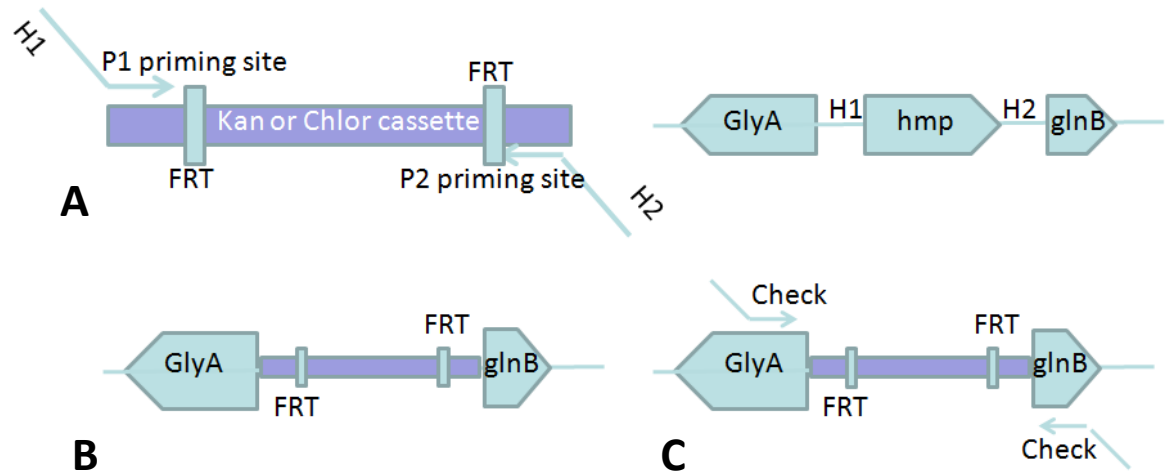 H1
P1 priming site
FRT
Kan or Chlor cassette
FRT
P2 priming site
H2
A
GlyA
H1
hmp
H2
glnB
GlyA
FRT
FRT
glnB
B
Check
GlyA
FRT
FRT
glnB
Check
C